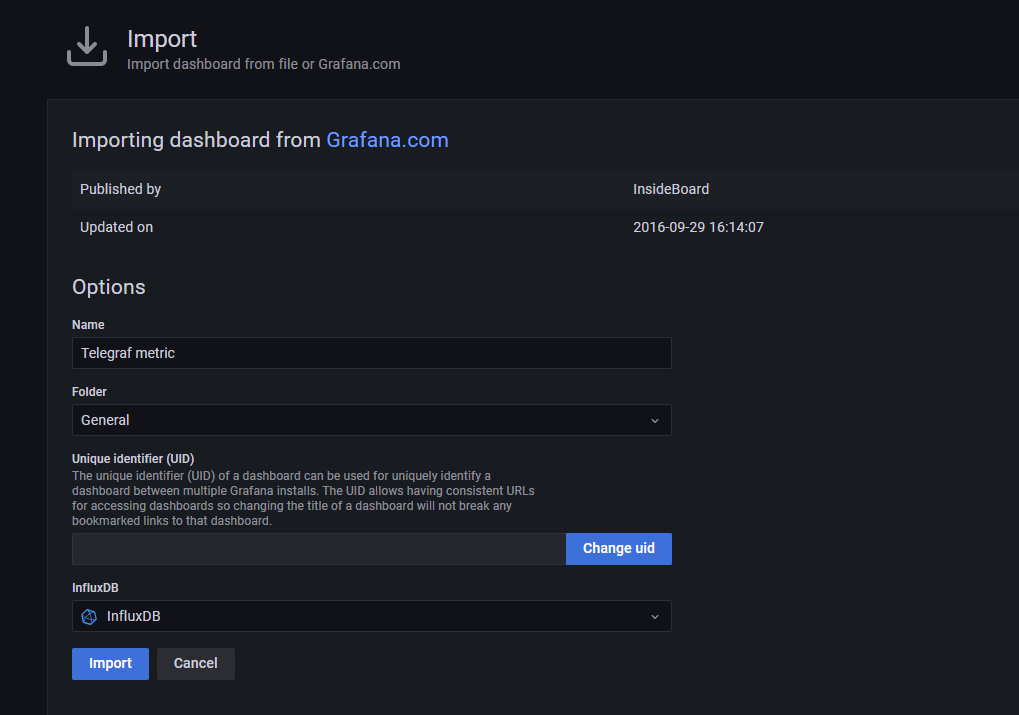 Import
Import dashboard from file or Grafana.com
Importing dashboard from Grafana.com
Published by InsideBoard
Updated on 2016-09-29 16:14:07
Options
Name
Telegraf metric
Folder
General
Unique identifier (UID)
The unique identifier (UID) of a dashboard can be used for uniquely identify a
dashboard between multiple Grafana installs. The UID allows having consistent URLs
for accessing dashboards so changing the title of a dashboard will not break any
bookmarked links to that dashboard.
Change uid
InfluxDB
InfluxDB
Import Cancel